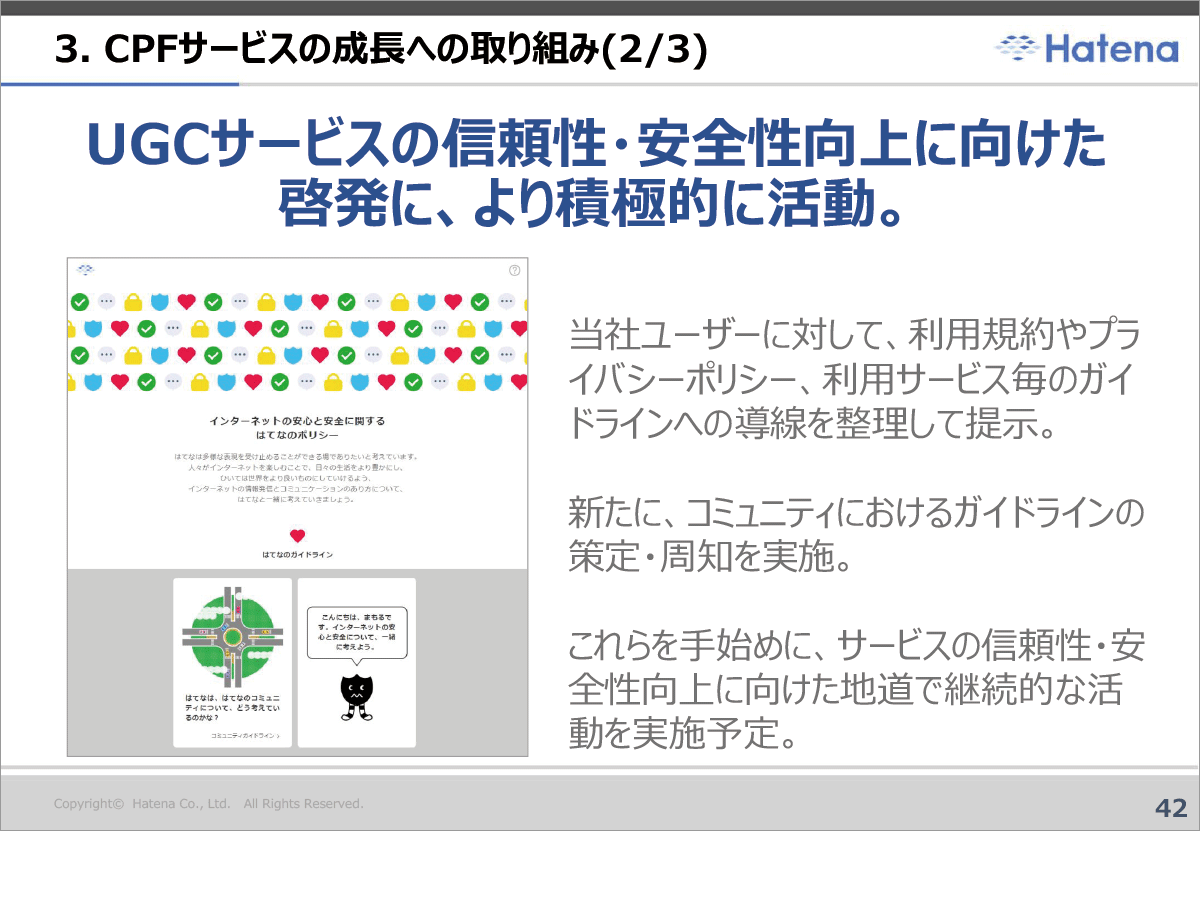 3. CPFサービスの成長への取り組み(2/3)
Hatena
UGCサービスの信頼性・安全性向上に向けた
啓発に、より積極的に活動。
インターネットの安心と安全に関する
はてなのポリシー
はてなは多様な表現を受け止めることができる場でありたいと考えています。
人々がインターネットを楽しむことで、日々の生活をより豊かにし、
ひいては世界をより良いものにしていけるよう、
インターネットの情報発信とコミュニケーションのあり方について、
はてなと一緒に考えていきましょう。
はてなのガイドライン
はてなは、はてなのコミュニ
ティについて、どう考えてい
るのかな？
コミュニティガイドライン >
こんにちは、まもるで
す。インターネットの安
心と安全について、一緒
に考えよう。
当社ユーザーに対して、利用規約やプラ
イバシーポリシー、利用サービス毎のガイ
ドラインへの導線を整理して提示。
新たに、コミュニティにおけるガイドラインの
策定・周知を実施。
これらを手始めに、サービスの信頼性・安
全性向上に向けた地道で継続的な活
動を実施予定。
Copyright© Hatena Co., Ltd. All Rights Reserved.
42